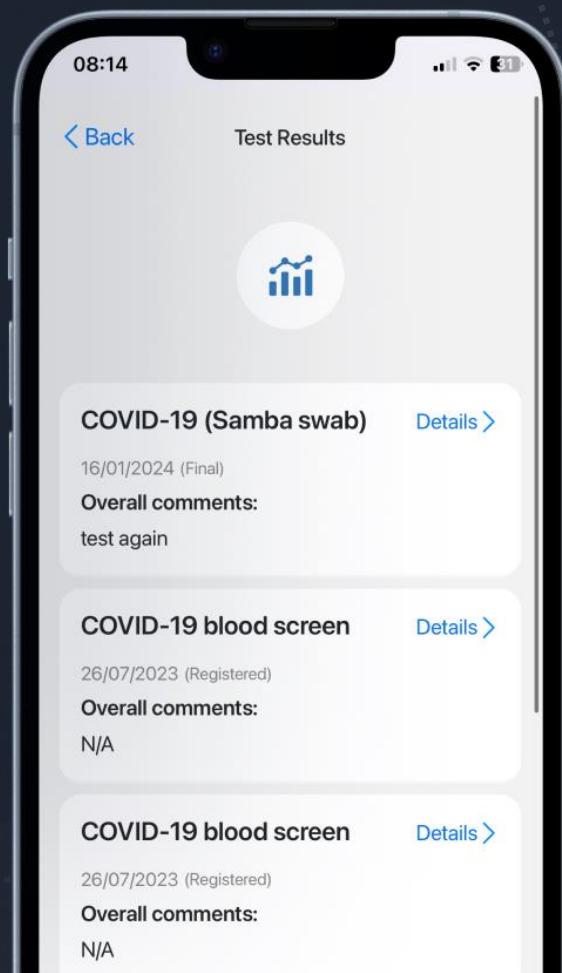 08:14
31
Back
Test Results
COVID-19 (Samba swab)
Details
16/01/2024 (Final)
Overall comments:
test again
COVID-19 blood screen
Details
26/07/2023 (Registered)
Overall comments:
N/A
COVID-19 blood screen
Details
26/07/2023 (Registered)
Overall comments:
N/A